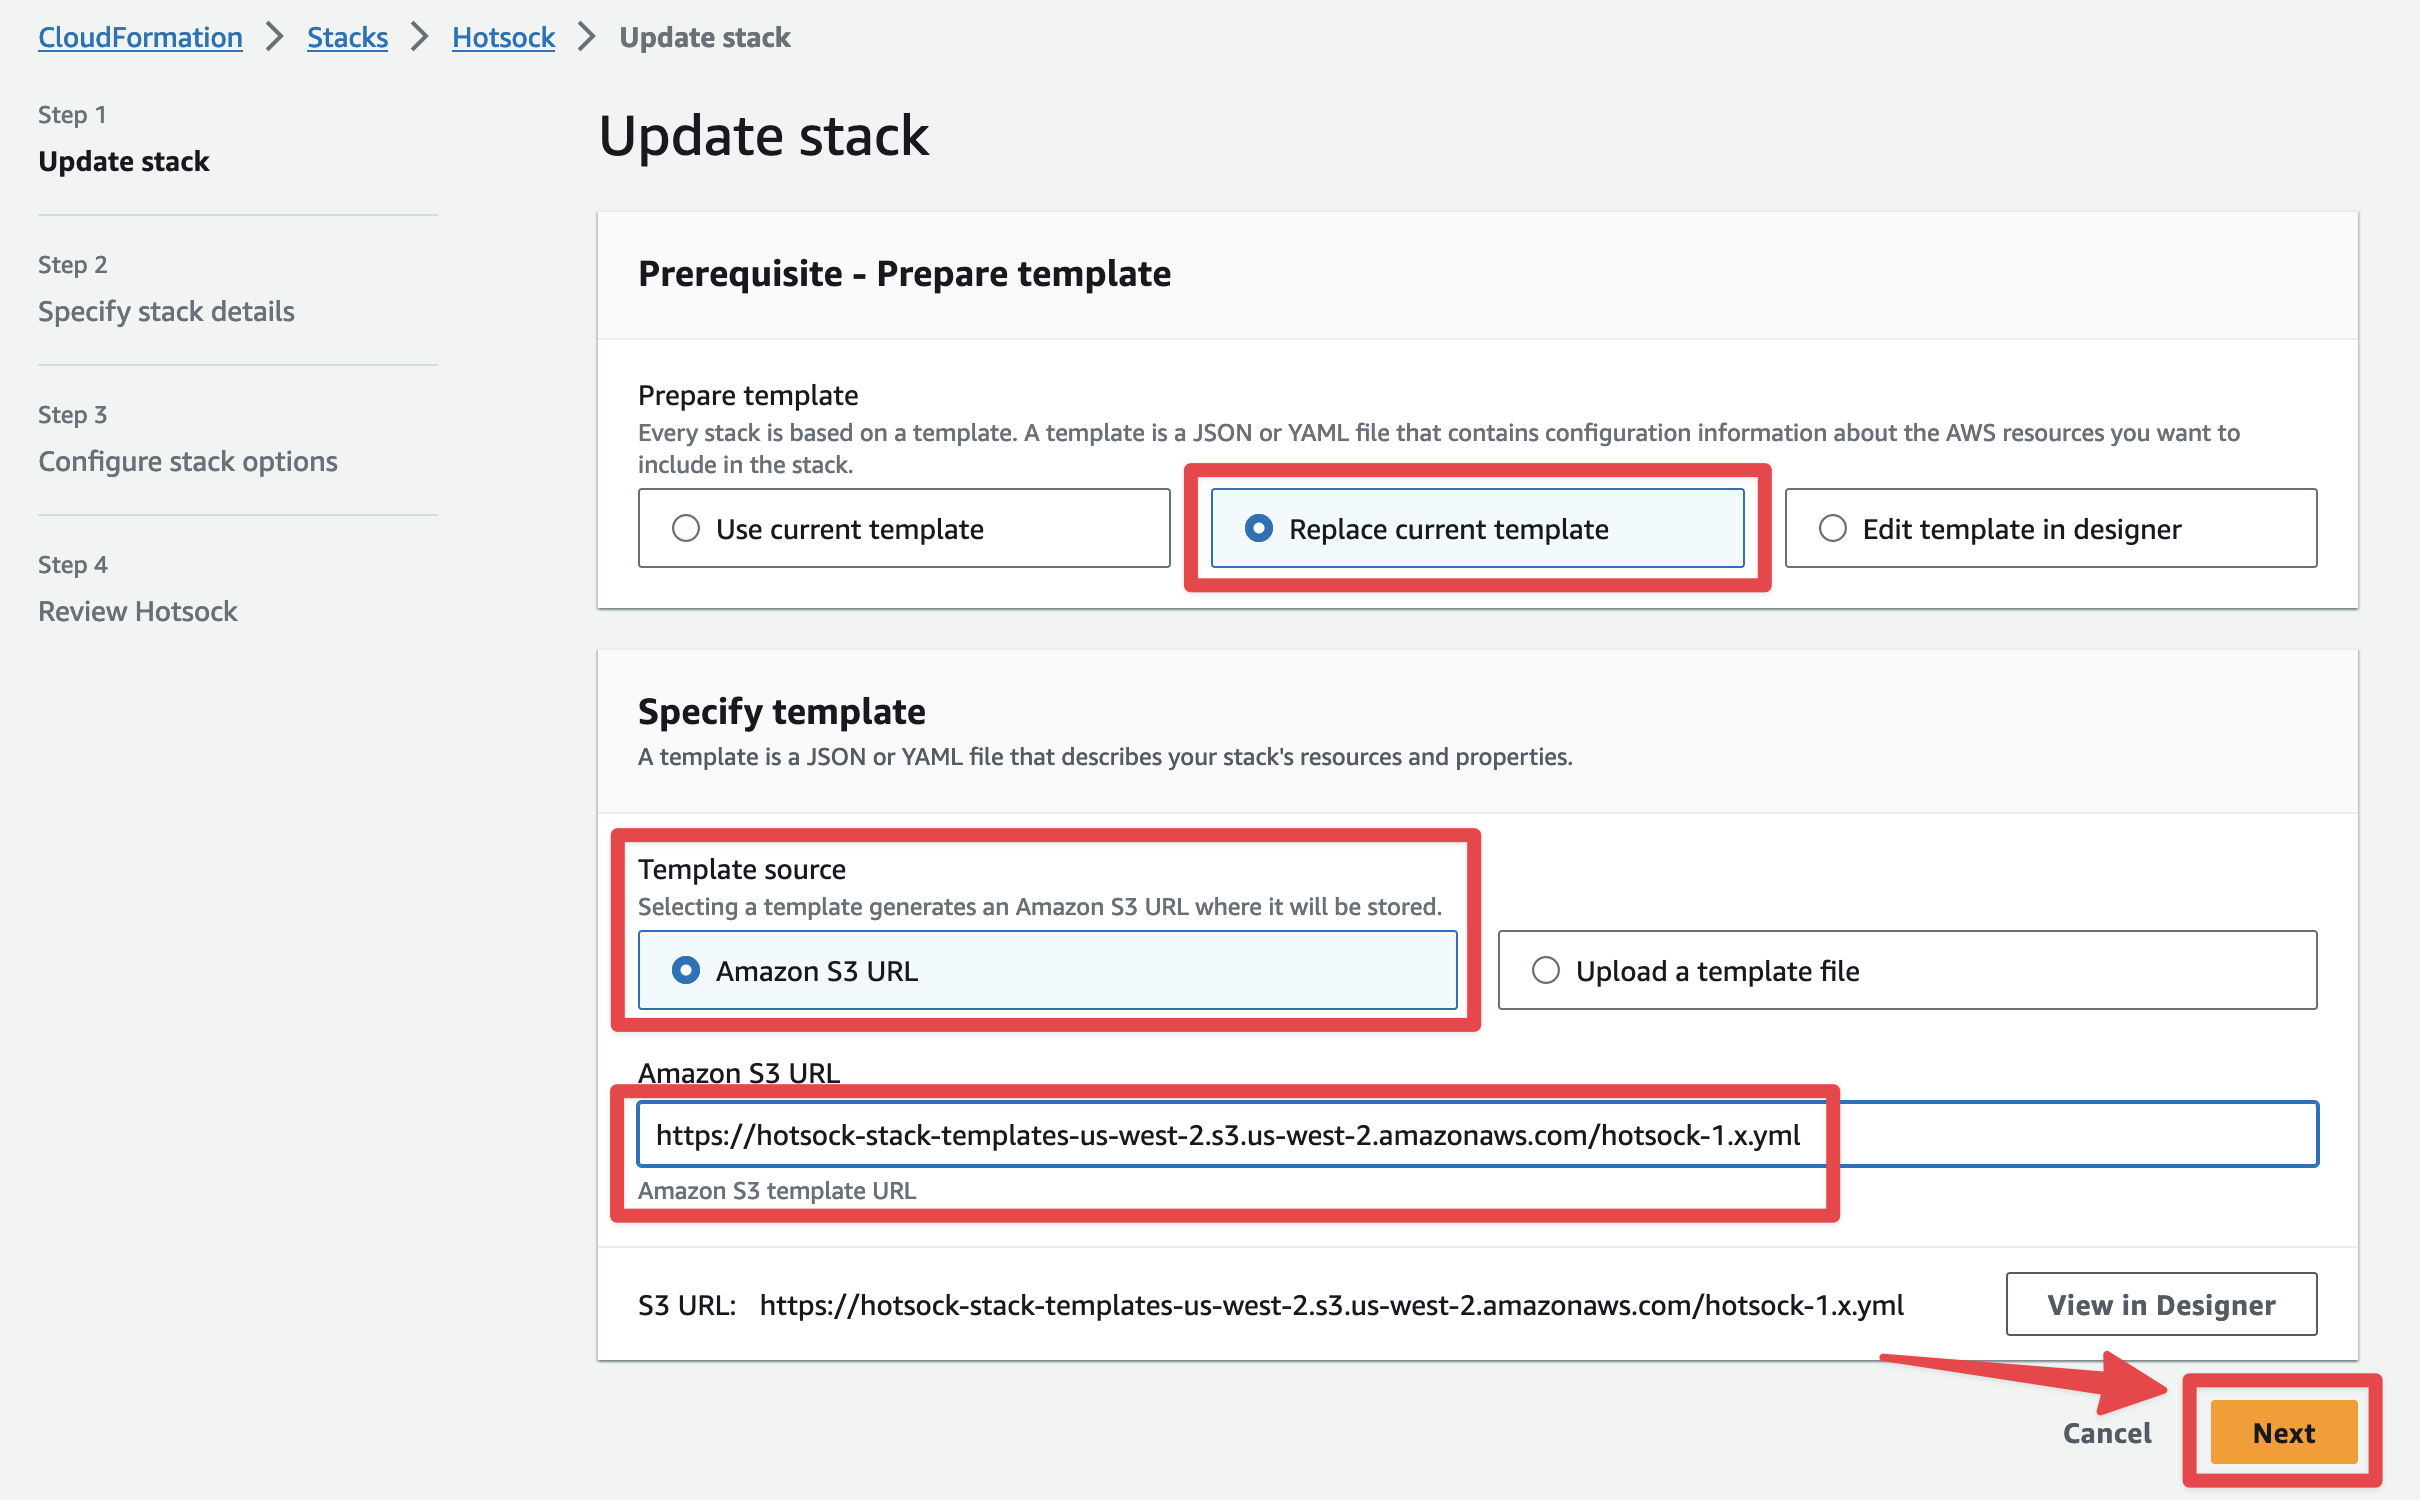 CloudFormation > Stacks > Hotsock > Update stack
Step 1
Update stack
Step 2
Specify stack details
Step 3
Configure stack options
Step 4
Review Hotsock
Update stack
Prerequisite - Prepare template
Prepare template
Every stack is based on a template. A template is a JSON or YAML file that contains configuration information about the AWS resources you want to
include in the stack.
Use current template
Replace current template
Edit template in designer
Specify template
A template is a JSON or YAML file that describes your stack's resources and properties.
Template source
Selecting a template generates an Amazon S3 URL where it will be stored.
Amazon S3 URL
Upload a template file
Amazon S3 URL
https://hotsock-stack-templates-us-west-2.s3.us-west-2.amazonaws.com/hotsock-1.x.yml
Amazon S3 template URL
S3 URL: https://hotsock-stack-templates-us-west-2.s3.us-west-2.amazonaws.com/hotsock-1.x.yml
View in Designer
Cancel
Next